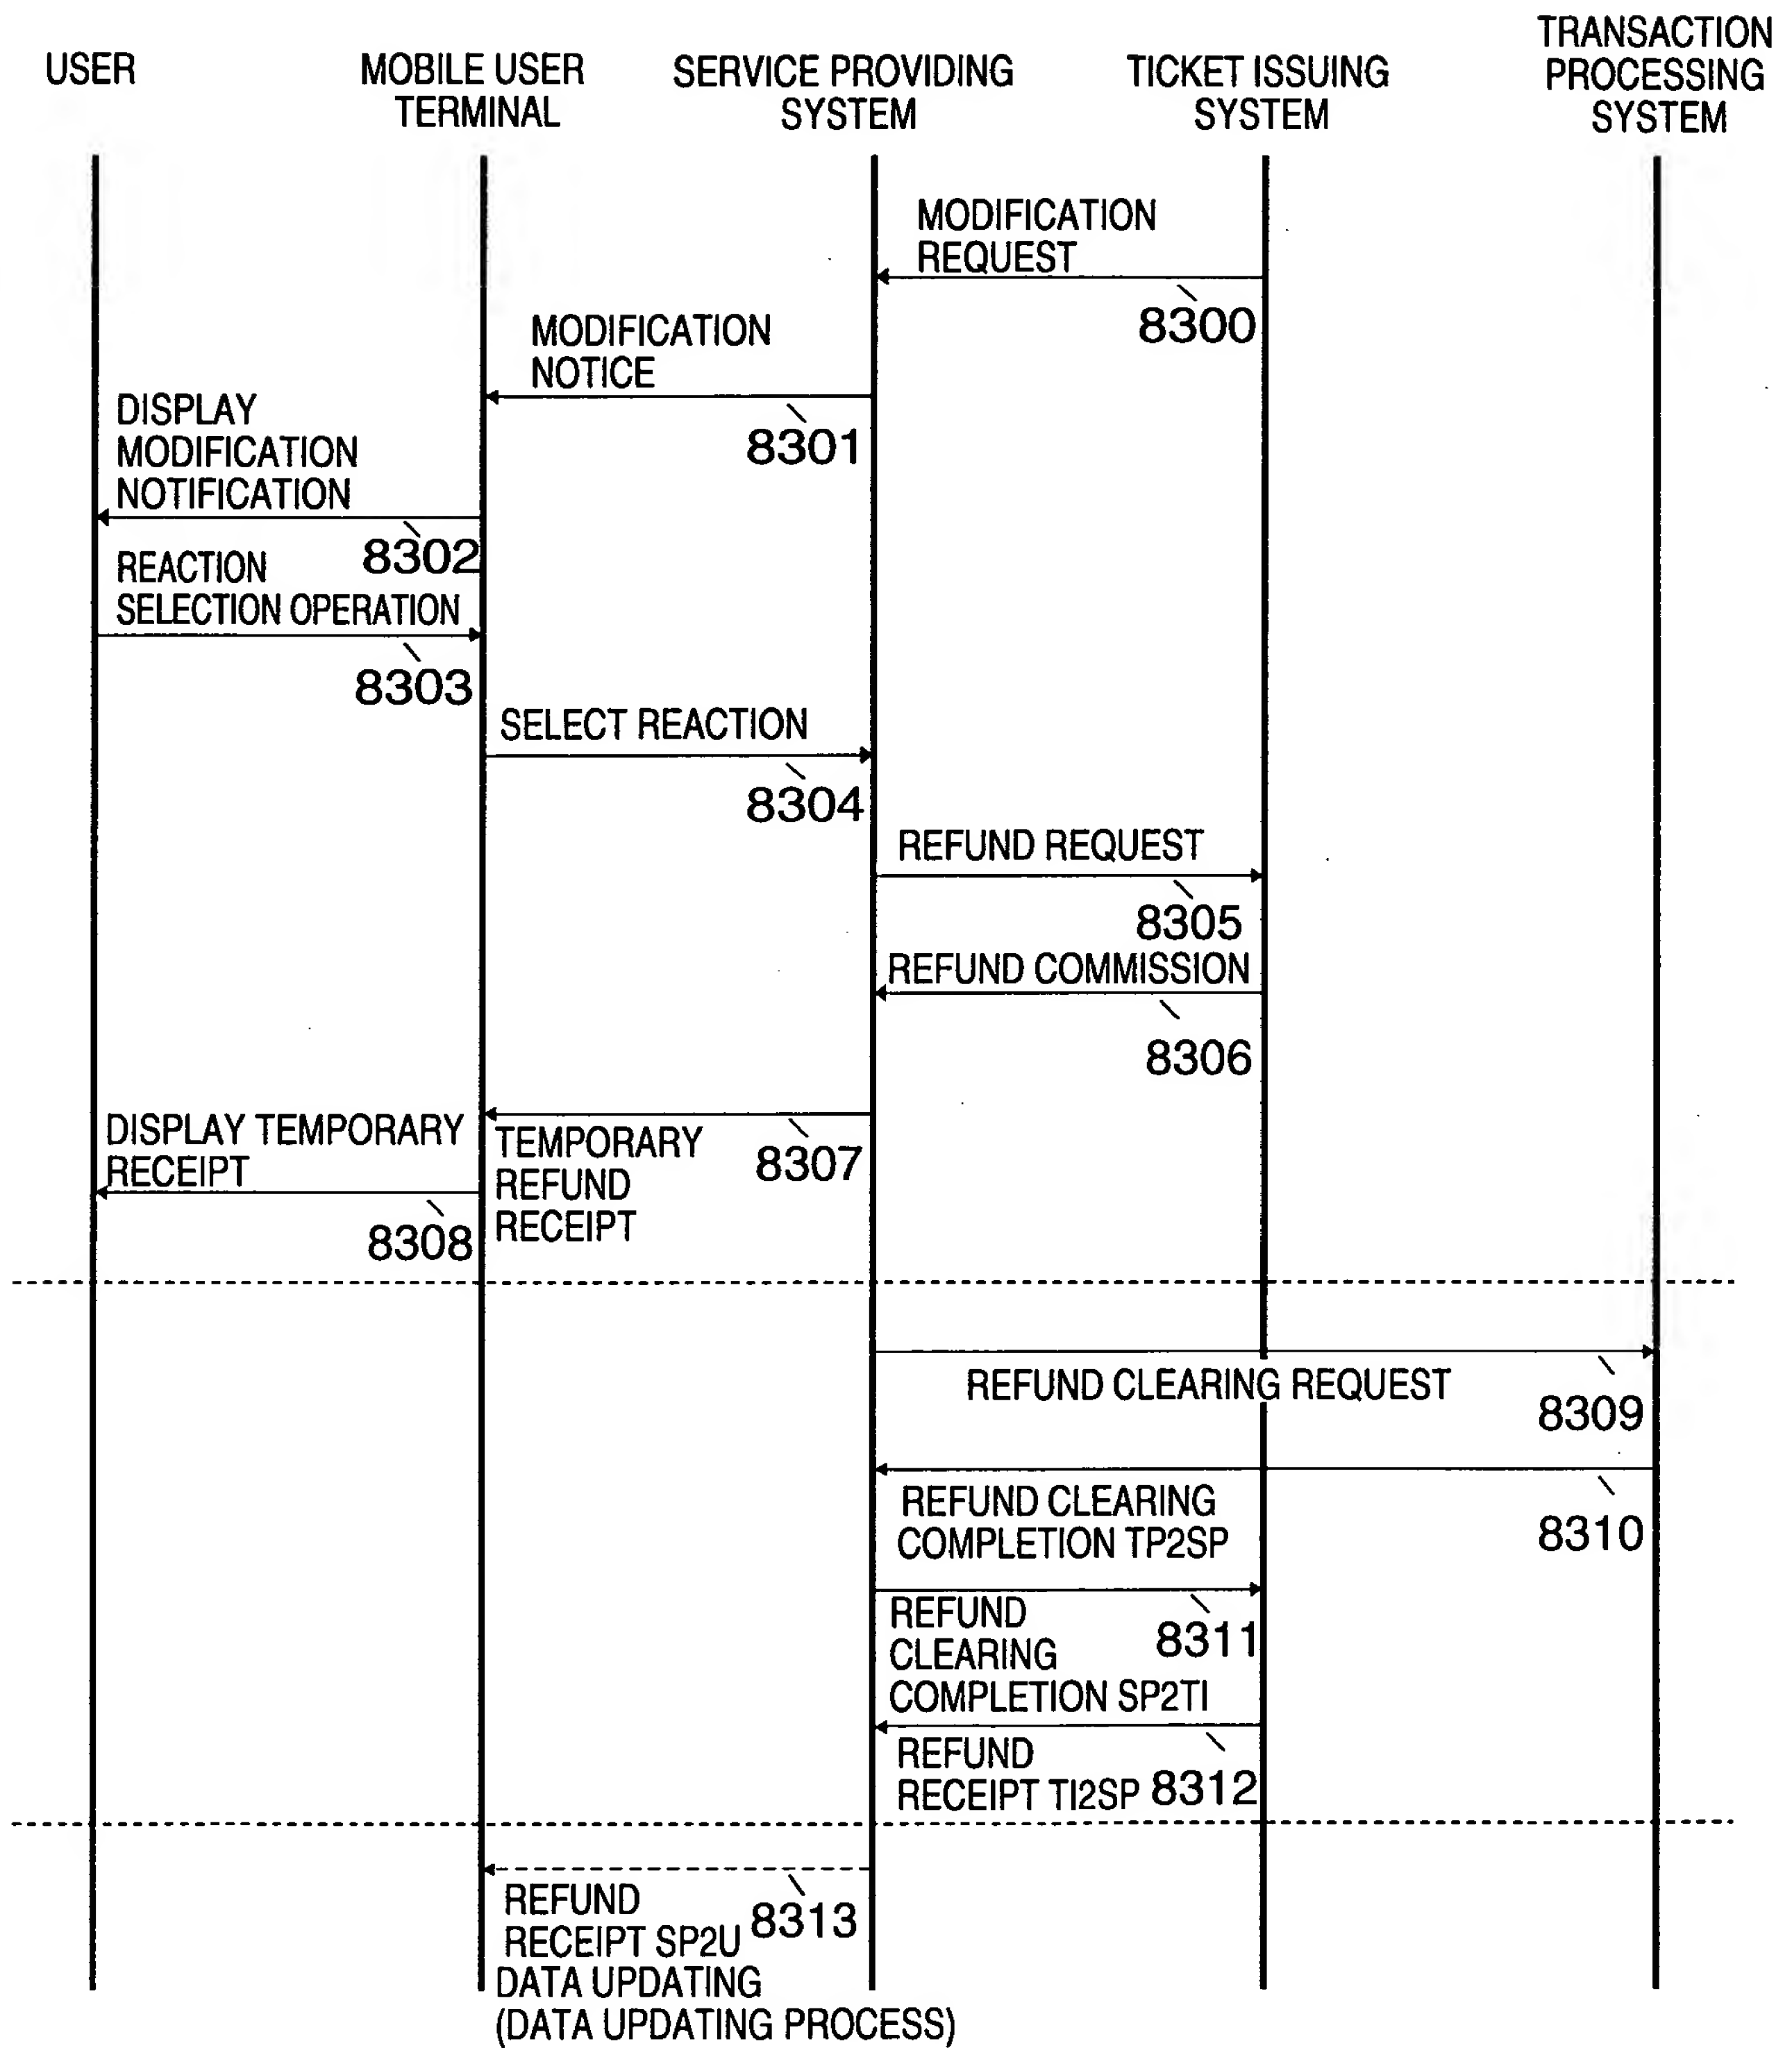 USER
MOBILE USER
TERMINAL
SERVICE PROVIDING
SYSTEM
TICKET ISSUING
SYSTEM
TRANSACTION
PROCESSING
SYSTEM
MODIFICATION
REQUEST
8300
MODIFICATION
NOTICE
8301
DISPLAY
MODIFICATION
NOTIFICATION
8302
REACTION
SELECTION OPERATION
8303
SELECT REACTION
8304
REFUND REQUEST
8305
REFUND COMMISSION
8306
TEMPORARY
REFUND
RECEIPT
8307
DISPLAY TEMPORARY
RECEIPT
8308
REFUND CLEARING REQUEST
8309
REFUND CLEARING
COMPLETION TP2SP
8310
REFUND
CLEARING
COMPLETION SP2TI
8311
REFUND
RECEIPT TI2SP
8312
REFUND
RECEIPT SP2U
8313
DATA UPDATING
(DATA UPDATING PROCESS)